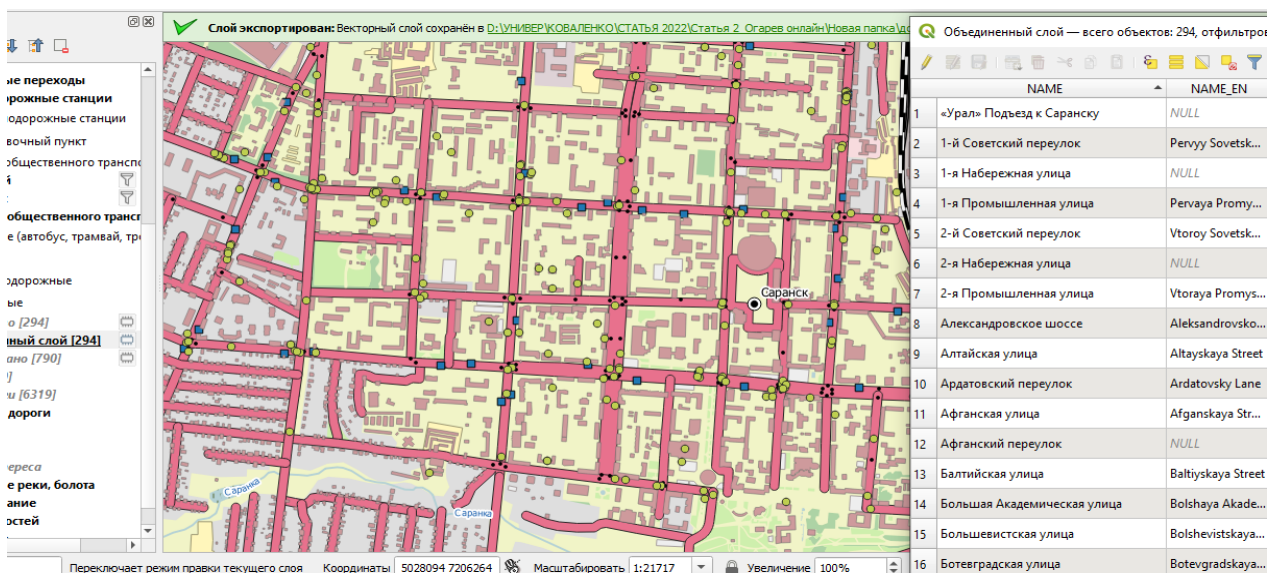 Слой экспортирован: Векторный слой сохранён в D:\УНИВЕР\КОВАЛЕНКО\СТАТЬЯ 2022\Статья 2_Огарев онлайн\Новая папка\до
Объединенный слой — всего объектов: 294, отфильтров
ые переходы
орожные станции
одорожные станции
вочный пункт
общественного транспо
й
общественного трансг
е (автобус, трамвай, тро
одорожные
ые
о [294]
ный слой [294]
ано [790]
]
и [6319]
дороги
ереса
е реки, болота
ание
остей
Саранск
Саранка
Саранка
NAME NAME_EN
1 «Урал» Подъезд к Саранску NULL
2 1-й Советский переулок Pervyy Sovetsk...
3 1-я Набережная улица NULL
4 1-я Промышленная улица Pervaya Promy...
5 2-й Советский переулок Vtoroy Sovetsk...
6 2-я Набережная улица NULL
7 2-я Промышленная улица Vtoraya Promys...
8 Александровское шоссе Aleksandrovsko...
9 Алтайская улица Altayskaya Street
10 Ардатовский переулок Ardatovsky Lane
11 Афганская улица Afganskaya Str...
12 Афганский переулок NULL
13 Балтийская улица Baltiyskaya Street
14 Большая Академическая улица Bolshaya Akade...
15 Большевистская улица Bolshevistskaya...
16 Ботевградская улица Botevgradskaya...
Переключает режим правки текущего слоя Координаты 5028094 7206264 Масштабировать 1:21717 Увеличение 100%